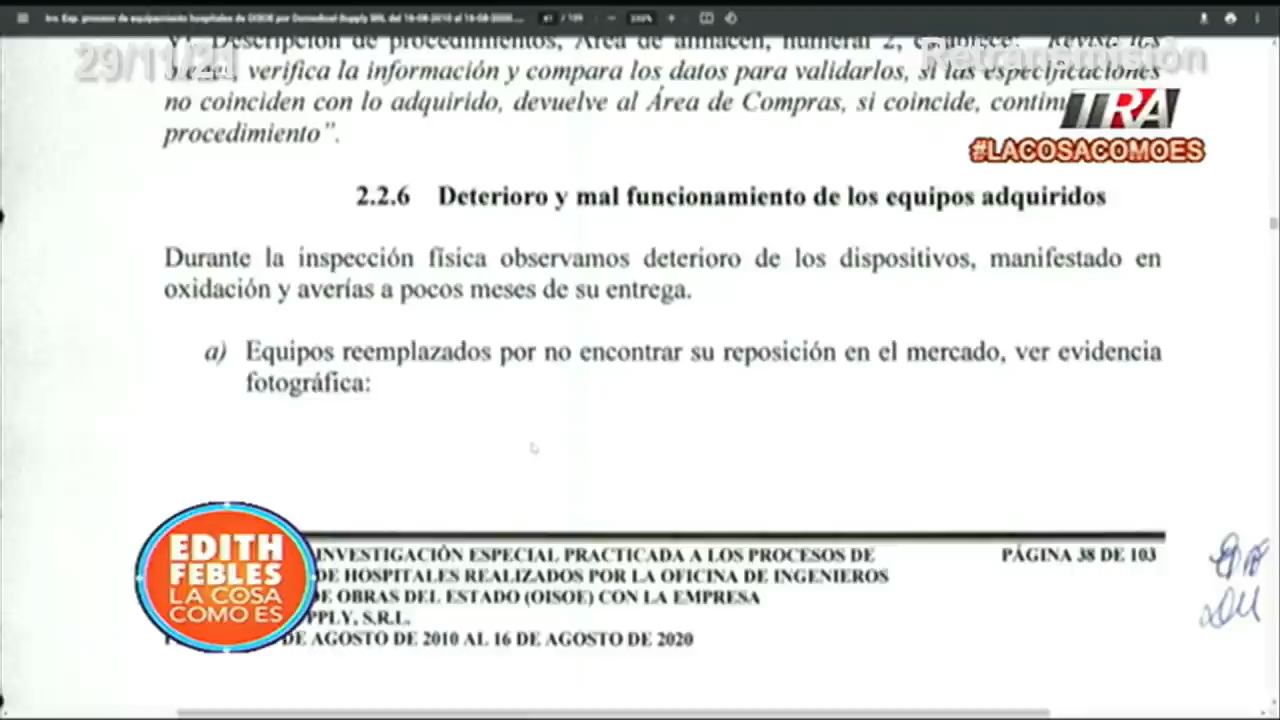 41 / 109
29/11/21
Retransmisión
V. Descripción de procedimientos, Área de almacén, numeral 2, establece: "Revisa los
verifica la información y compara los datos para validarlos, si las especificaciones
no coinciden con lo adquirido, devuelve al Área de Compras, si coincide,
procedimiento".
TRA
#LACOSACOMOES
2.2.6 Deterioro y mal funcionamiento de los equipos adquiridos
Durante la inspección física observamos deterioro de los dispositivos, manifestado en
oxidación y averías a pocos meses de su entrega.
a) Equipos reemplazados por no encontrar su reposición en el mercado, ver evidencia
fotográfica:
EDITH
FEBLES
LA COSA
COMO ES
INVESTIGACIÓN ESPECIAL PRACTICADA A LOS PROCESOS DE
DE HOSPITALES REALIZADOS POR LA OFICINA DE INGENIEROS
DE OBRAS DEL ESTADO (OISOE) CON LA EMPRESA
PPLY, S.R.L.
DE AGOSTO DE 2010 AL 16 DE AGOSTO DE 2020
PÁGINA 38 DE 103